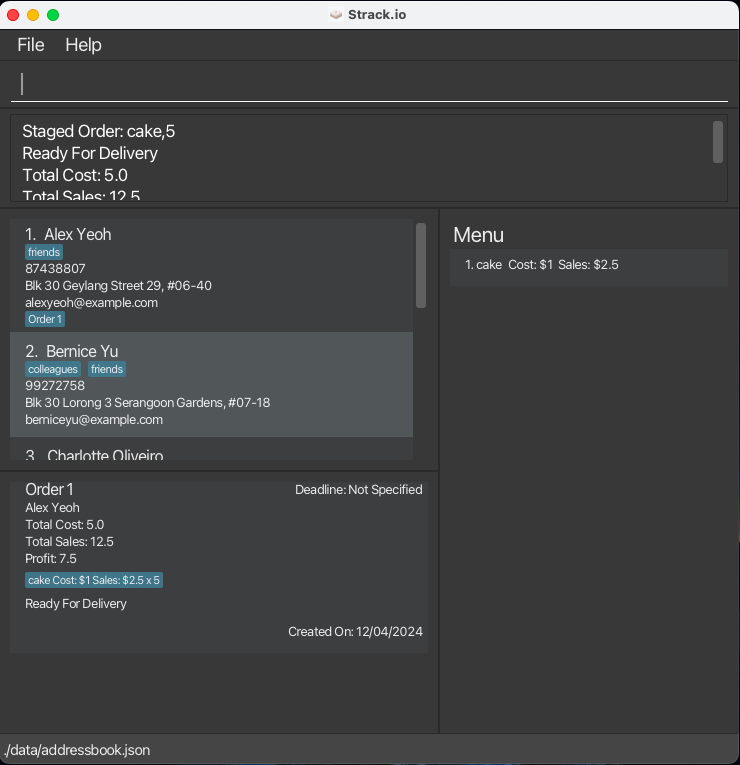 Strack.io
File Help
Staged Order: cake,5
Ready For Delivery
Total Cost: 5.0
Total Sales: 12.5
1. Alex Yeoh
friends
87438807
Blk 30 Geylang Street 29, #06-40
alexyeoh@example.com
Order 1
2. Bernice Yu
colleagues friends
99272758
Blk 30 Lorong 3 Serangoon Gardens, #07-18
berniceyu@example.com
3. Charlotte Oliveiro
Menu
1. cake Cost: $1 Sales: $2.5
Order 1 Deadline: Not Specified
Alex Yeoh
Total Cost: 5.0
Total Sales: 12.5
Profit: 7.5
cake Cost: $1 Sales: $2.5 x 5
Ready For Delivery
Created On: 12/04/2024
./data/addressbook.json